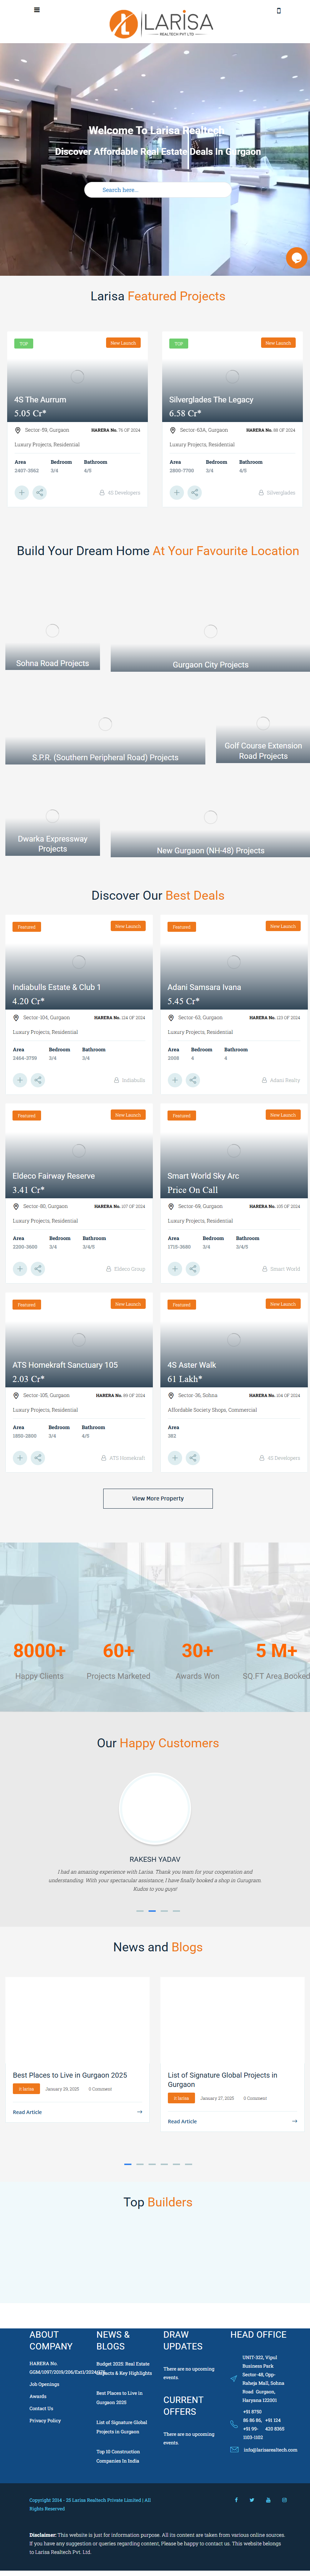 LARISA
REALTECH PVT LTD
Welcome To Larisa Realtech
Discover Affordable Real Estate Deals In Gurgaon
Search here...
Larisa Featured Projects
TOP
New Launch
4S The Aurrum
5.05 Cr*
Sector-59, Gurgaon
HARERA No. 76 OF 2024
Luxury Projects, Residential
Area Bedroom Bathroom
2407-3562 3/4 4/5
4S Developers
TOP
New Launch
Silverglades The Legacy
6.58 Cr*
Sector-63A, Gurgaon
HARERA No. 86 OF 2024
Luxury Projects, Residential
Area Bedroom Bathroom
2800-7700 3/4 4/5
Silverglades
Build Your Dream Home At Your Favourite Location
Sohna Road Projects
Gurgaon City Projects
S.P.R. (Southern Peripheral Road) Projects
Golf Course Extension
Road Projects
Dwarka Expressway
Projects
New Gurgaon (NH-48) Projects
Discover Our Best Deals
Featured
New Launch
Indiabulls Estate & Club 1
4.20 Cr*
Sector-104, Gurgaon
HARERA No. 124 OF 2024
Luxury Projects, Residential
Area Bedroom Bathroom
2464-3759 3/4 3/4
Indiabulls
Featured
New Launch
Adani Samsara Ivana
5.45 Cr*
Sector-63, Gurgaon
HARERA No. 123 OF 2024
Luxury Projects, Residential
Area Bedroom Bathroom
2668 4 4
Adani Realty
Featured
New Launch
Eldeco Fairway Reserve
3.41 Cr*
Sector-80, Gurgaon
HARERA No. 107 OF 2024
Luxury Projects, Residential
Area Bedroom Bathroom
2200-3600 3/4 3/4/5
Eldeco Group
Featured
New Launch
Smart World Sky Arc
Price On Call
Sector-69, Gurgaon
HARERA No. 105 OF 2024
Luxury Projects, Residential
Area Bedroom Bathroom
1715-3680 3/4 3/4/5
Smart World
Featured
New Launch
ATS Homekraft Sanctuary 105
2.03 Cr*
Sector-105, Gurgaon
HARERA No. 89 OF 2024
Luxury Projects, Residential
Area Bedroom Bathroom
1850-2800 3/4 4/5
ATS Homekraft
Featured
New Launch
4S Aster Walk
61 Lakh*
Sector-36, Sohna
HARERA No. 104 OF 2024
Affordable Society Shops, Commercial
Area
383
4S Developers
View More Property
8000+ 60+ 30+ 5 M+
Happy Clients Projects Marketed Awards Won SQ.FT Area Booked
Our Happy Customers
RAKESH YADAV
I had an amazing experience with Larisa. Thank you team for your cooperation and
understanding. With your spectacular assistance, I have finally booked a shop in Gurugram.
Kudos to you guys!
News and Blogs
Best Places to Live in Gurgaon 2025
January 29, 2025 0 Comment
Read Article
List of Signature Global Projects in
Gurgaon
January 27, 2025 0 Comment
Read Article
Top Builders
ABOUT
COMPANY
HARERA No.
Job Openings
Awards
Contact Us
Privacy Policy
NEWS &
BLOGS
Budget 2025: Real Estate
Impacts & Key Highlights
Best Places to Live in
Gurgaon 2025
List of Signature Global
Projects in Gurgaon
Top 10 Construction
Companies In India
DRAW
UPDATES
There are no upcoming
events.
CURRENT
OFFERS
There are no upcoming
events.
HEAD OFFICE
UNIT-322, Vipul
Business Park
Sector-48, Opp-
Raheja Mall, Sohna
Road Gurgaon,
Haryana 122001
+91 8750
86 86 86, +91 124
+91 99- 433 8365
1103-1103
info@larisarealtech.com
Copyright 2014 - 25 Larisa Realtech Private Limited | All
Rights Reserved
Disclaimer: This website is just for information purpose. All its content are taken from various online sources.
If you have any suggestion or queries regarding content, Please be happy to contact us. This website belongs
to Larisa Realtech Pvt. Ltd.